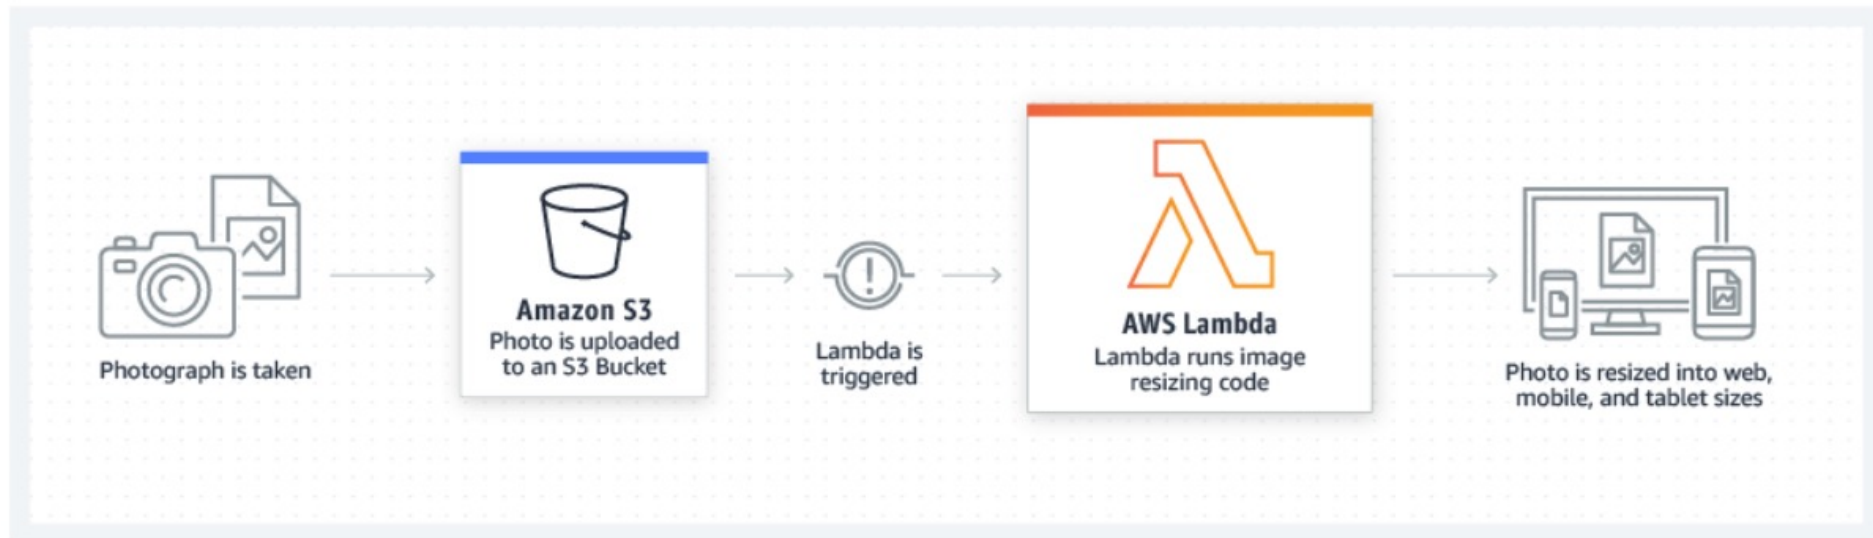 Photograph is taken
Amazon S3
Photo is uploaded
to an S3 Bucket
Lambda is
triggered
AWS Lambda
Lambda runs image
resizing code
Photo is resized into web,
mobile, and tablet sizes